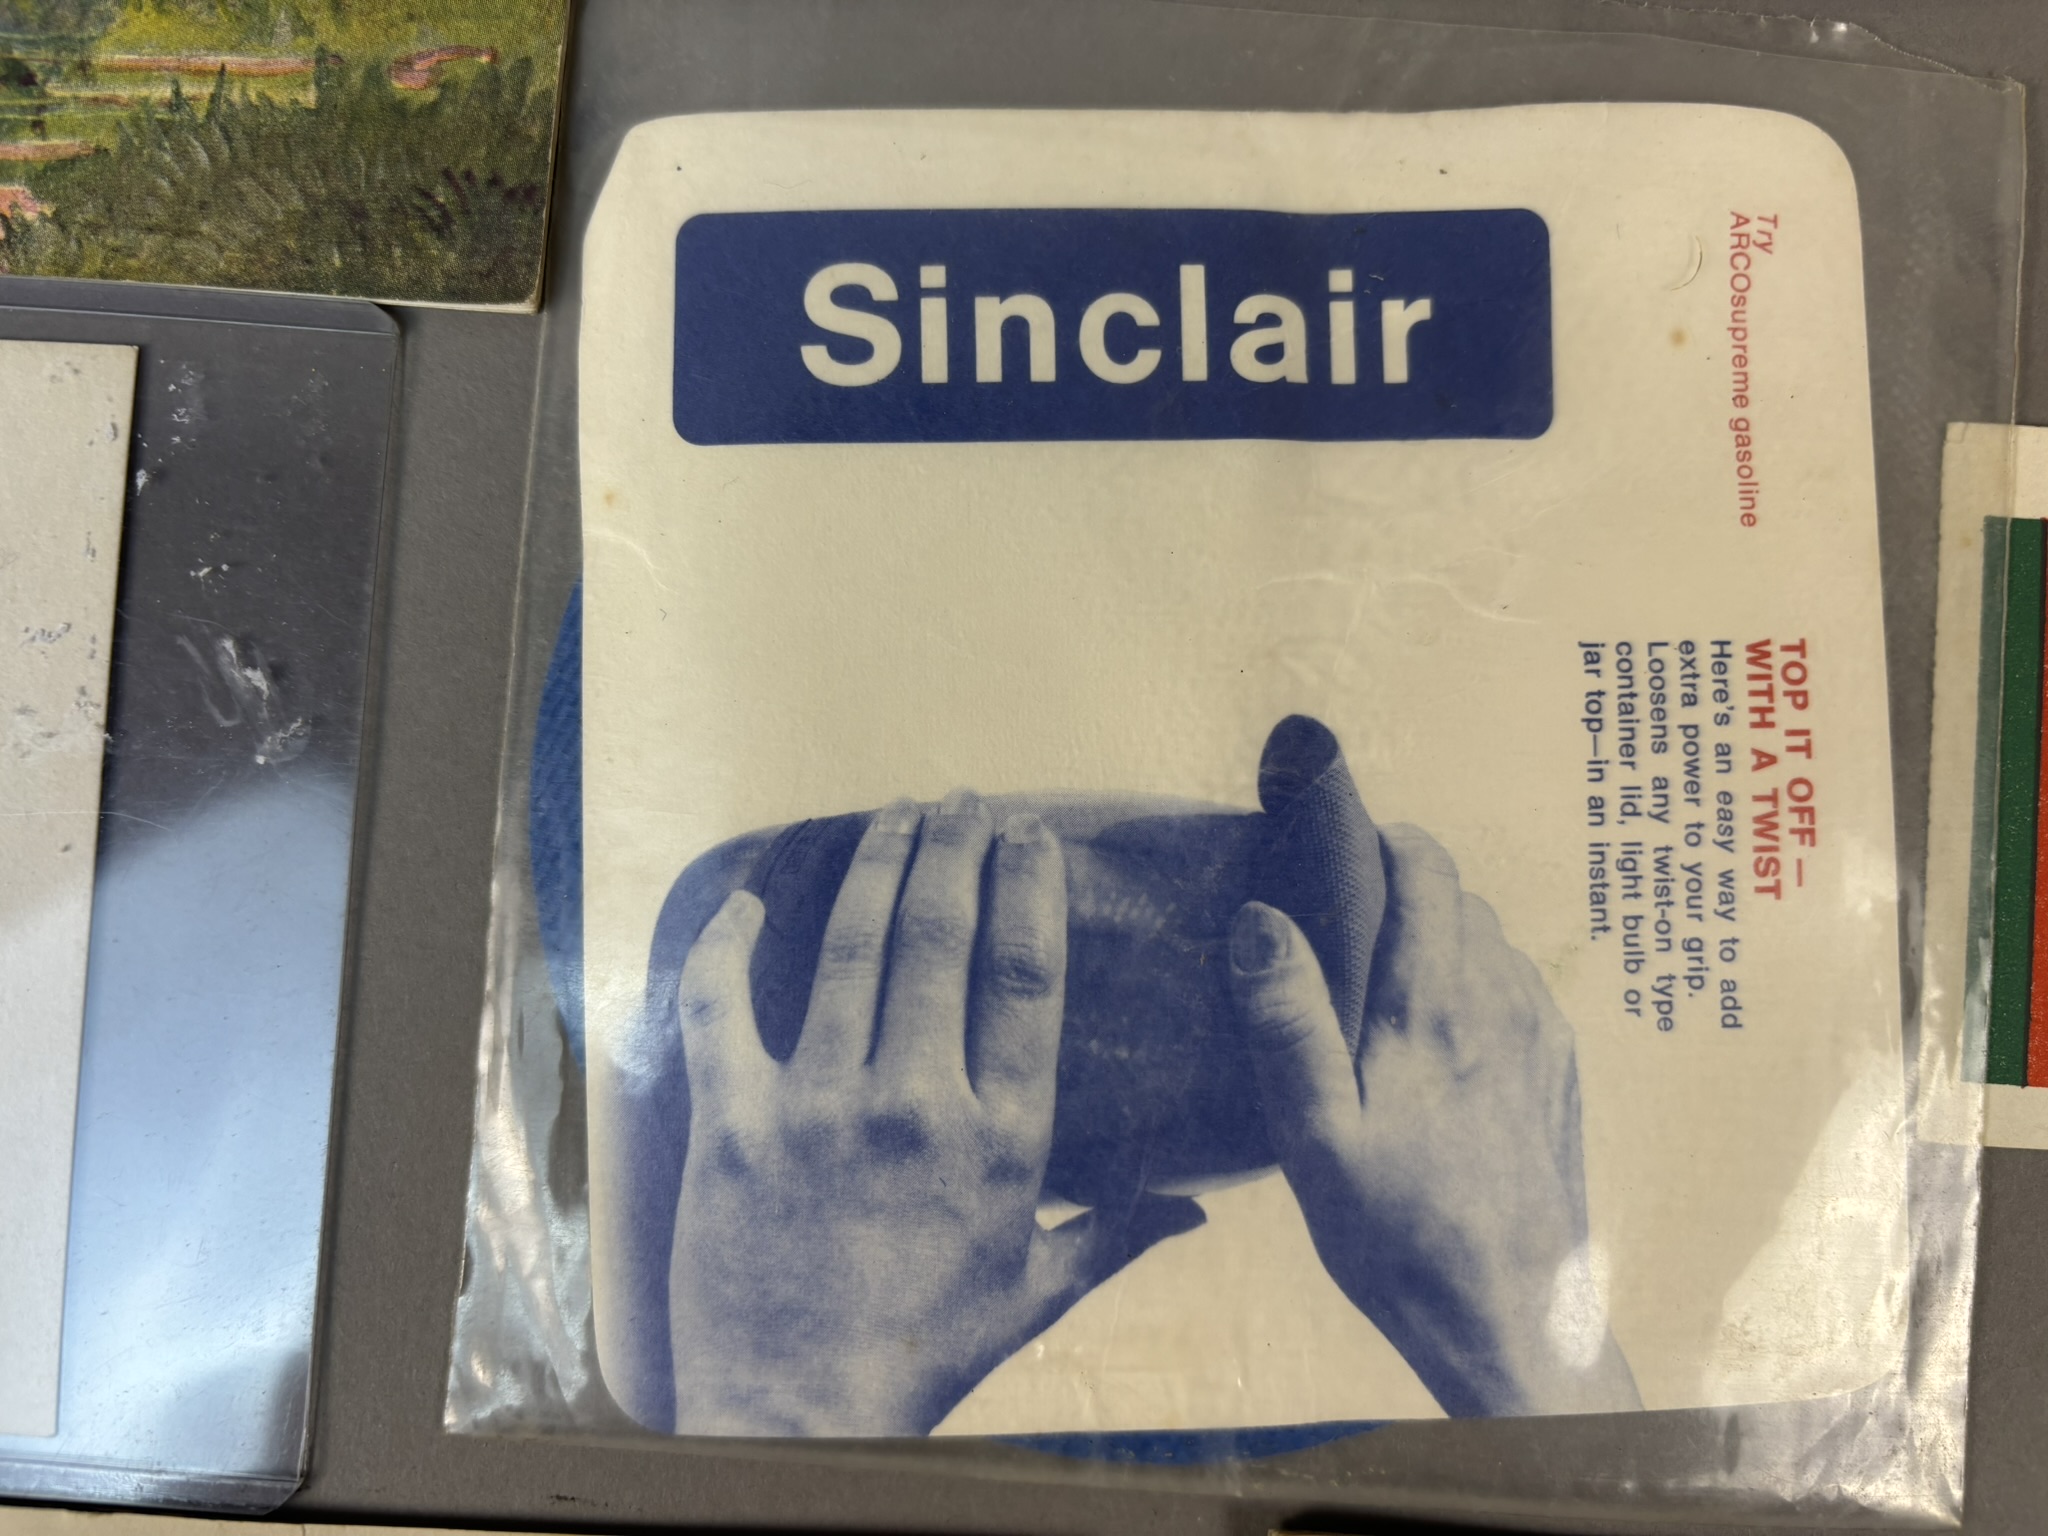 Sinclair
Try
ARCOsupreme gasoline
TOP IT OFF—
WITH A TWIST
Here's an easy way to add
extra power to your grip.
Loosens any twist-on type
container lid, light bulb or
jar top—in an instant.